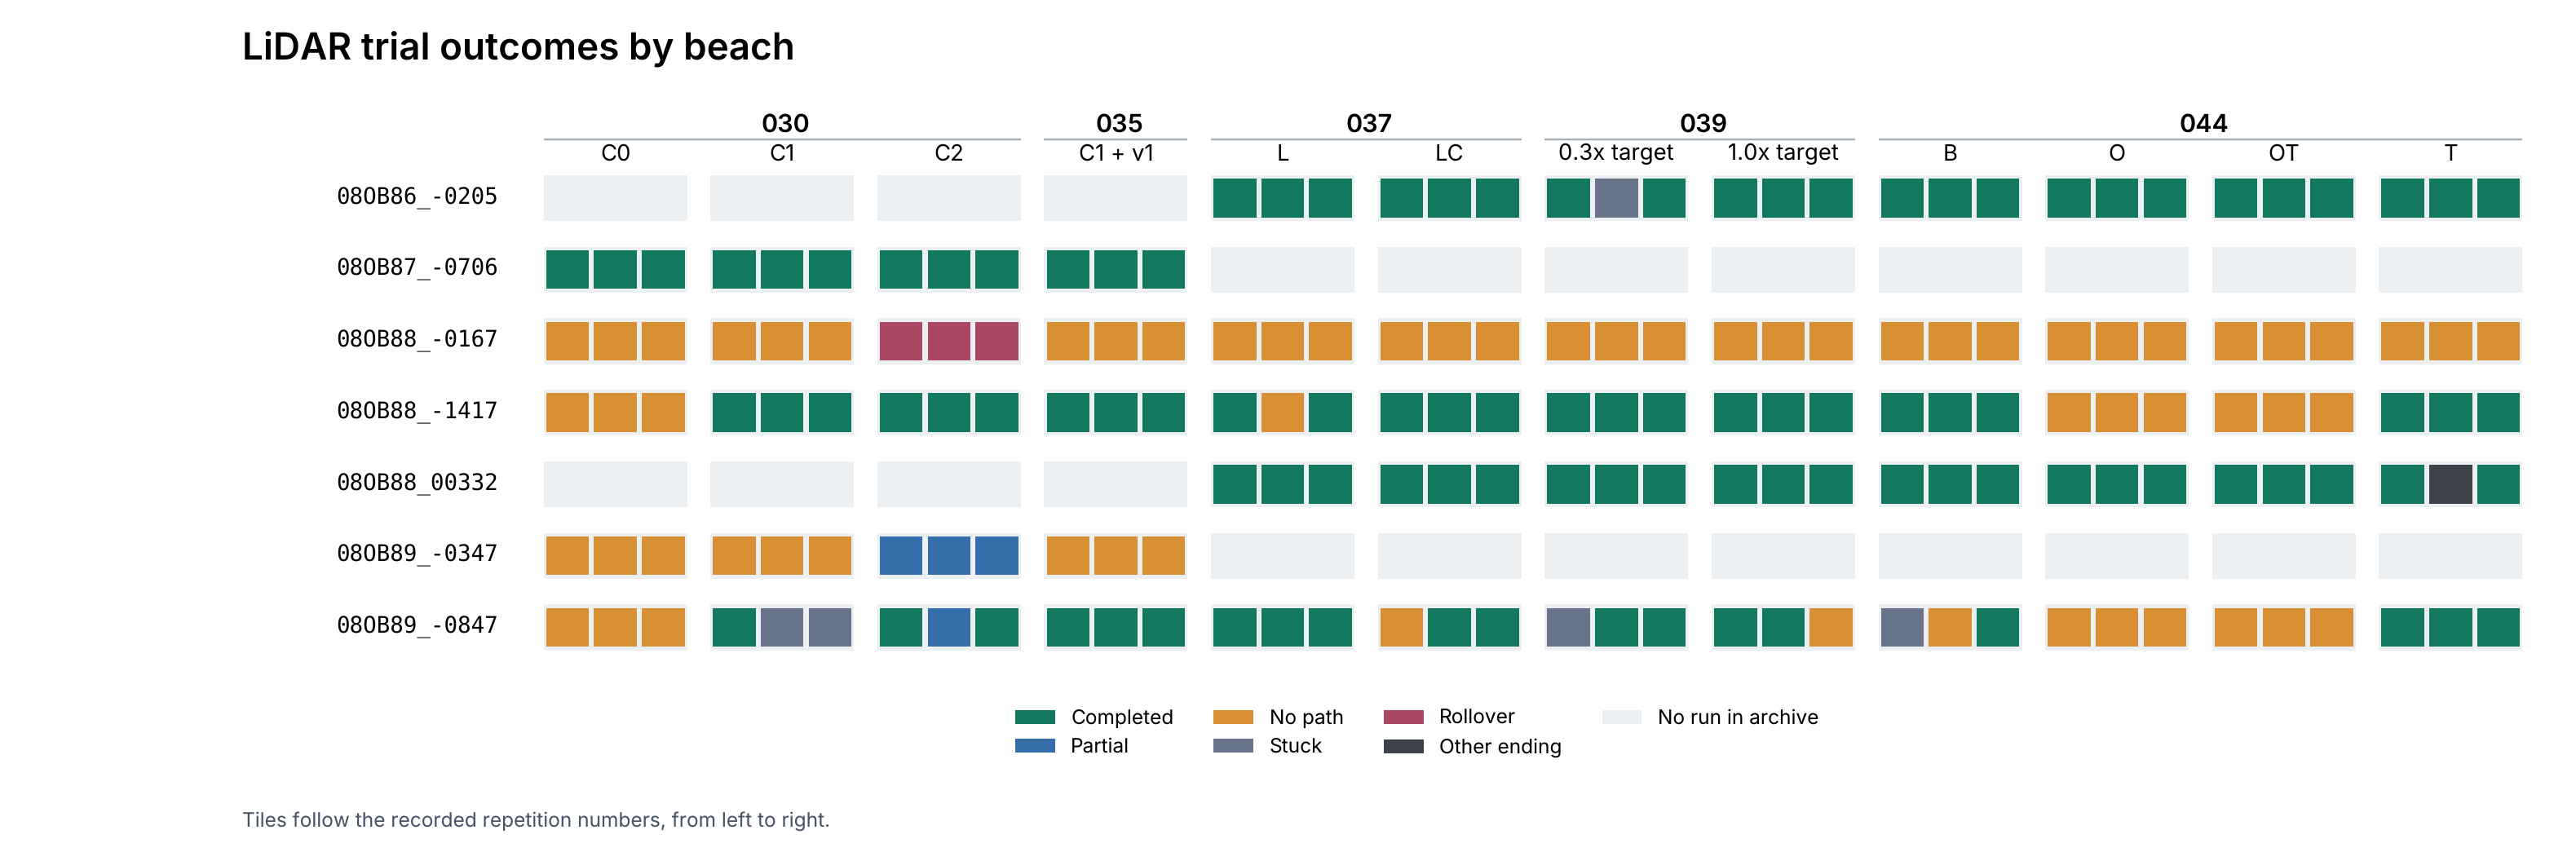 LiDAR trial outcomes by beach
030 035 037 039 044
C0 C1 C2 C1 + v1 L LC 0.3x target 1.0x target B O OT T
080B86_-0205
080B87_-0706
080B88_-0167
080B88_-1417
080B88_00332
080B89_-0347
080B89_-0847
Completed No path Rollover No run in archive
Partial Stuck Other ending
Tiles follow the recorded repetition numbers, from left to right.